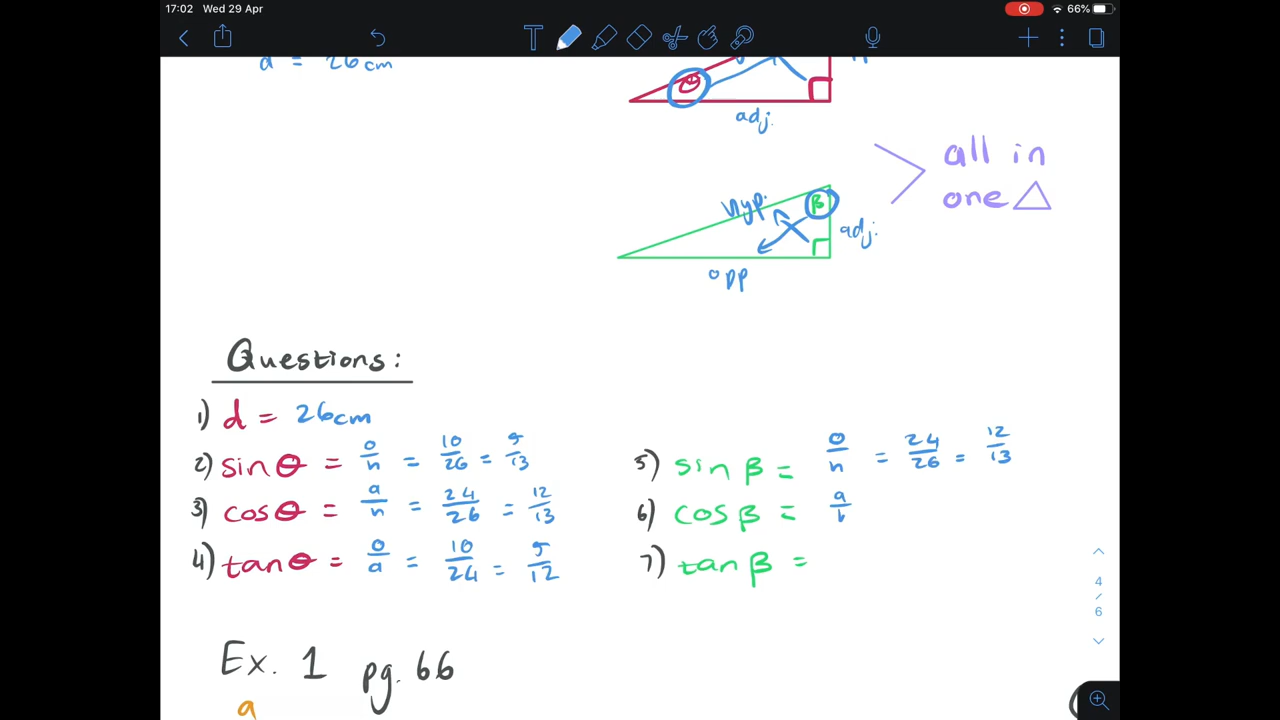 17:02 Wed 29 Apr
66%
T
d = 26cm
θ
adj.
all in
one △
hyp.
β
adj.
opp
Questions:
1) d = 26cm
2) sin θ = o/h = 10/26 = 5/13
3) cos θ = a/h = 24/26 = 12/13
4) tan θ = o/a = 10/24 = 5/12
5) sin β = o/h = 24/26 = 12/13
6) cos β = a/
7) tan β =
Ex. 1 pg. 66
a
4
/
6